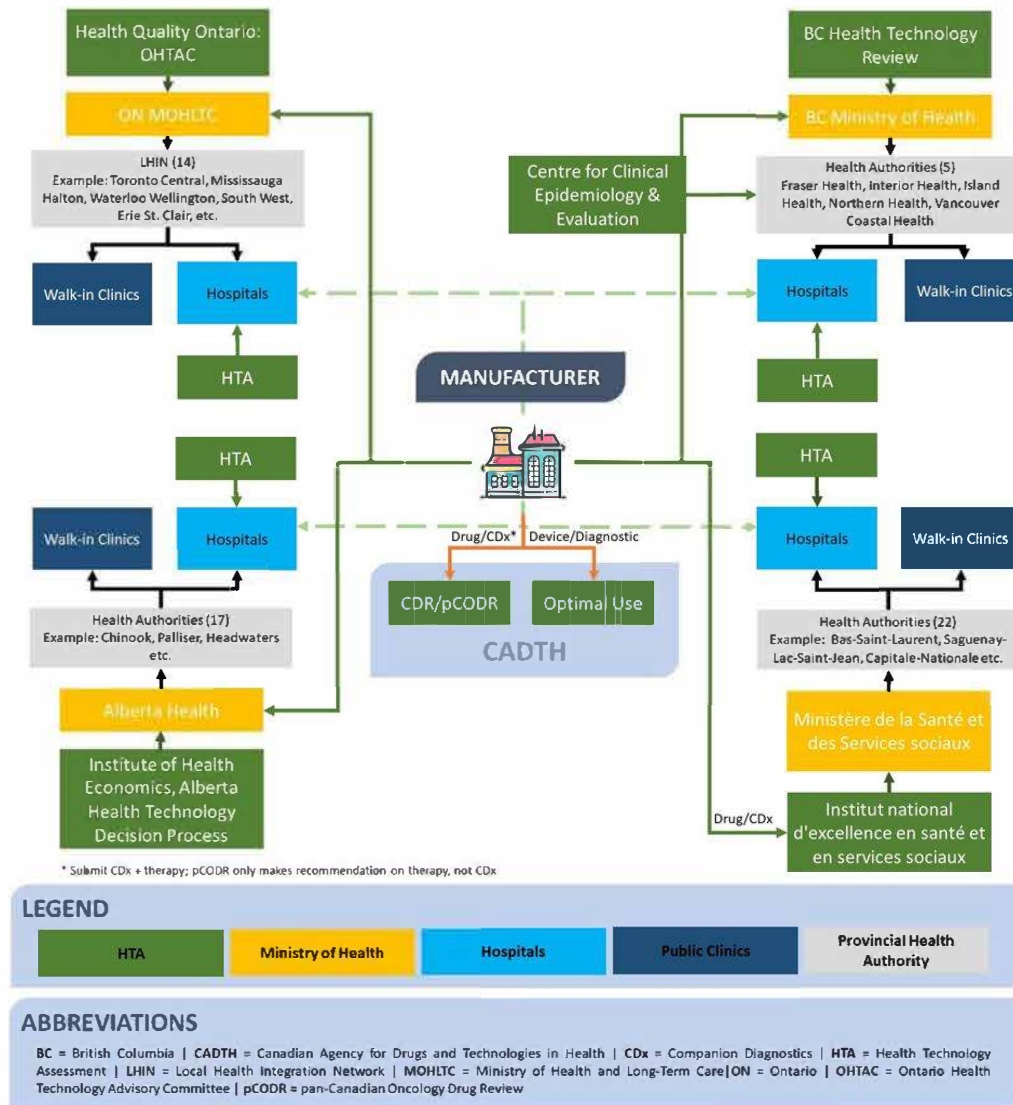 Health Quality Ontario:
OHTAC
ON MOHLTC
LHIN (14)
Example: Toronto Central, Mississauga
Halton, Waterloo Wellington, South West,
Erie St. Clair, etc.
Walk-in Clinics
Hospitals
HTA
BC Health Technology
Review
BC Ministry of Health
Centre for Clinical
Epidemiology &
Evaluation
Health Authorities (5)
Fraser Health, Interior Health, Island
Health, Northern Health, Vancouver
Coastal Health
Hospitals
Walk-in Clinics
HTA
MANUFACTURER
HTA
Walk-in Clinics
Hospitals
Health Authorities (17)
Example: Chinook, Palliser, Headwaters
etc.
Alberta Health
Institute of Health
Economics, Alberta
Health Technology
Decision Process
Drug/CDx*
Device/Diagnostic
CDR/pCODR
Optimal Use
CADTH
HTA
Hospitals
Walk-in Clinics
Health Authorities (22)
Example: Bas-Saint-Laurent, Saguenay-
Lac-Saint-Jean, Capitale-Nationale etc.
Ministère de la Santé et
des Services sociaux
Drug/CDx
Institut national
d'excellence en santé et
en services sociaux
* Submit CDx + therapy; pCODR only makes recommendation on therapy, not CDx
LEGEND
HTA
Ministry of Health
Hospitals
Public Clinics
Provincial Health
Authority
ABBREVIATIONS
BC = British Columbia | CADTH = Canadian Agency for Drugs and Technologies in Health | CDx = Companion Diagnostics | HTA = Health Technology
Assessment | LHIN = Local Health Integration Network | MOHLTC = Ministry of Health and Long-Term Care|ON = Ontario | OHTAC = Ontario Health
Technology Advisory Committee | pCODR = pan-Canadian Oncology Drug Review